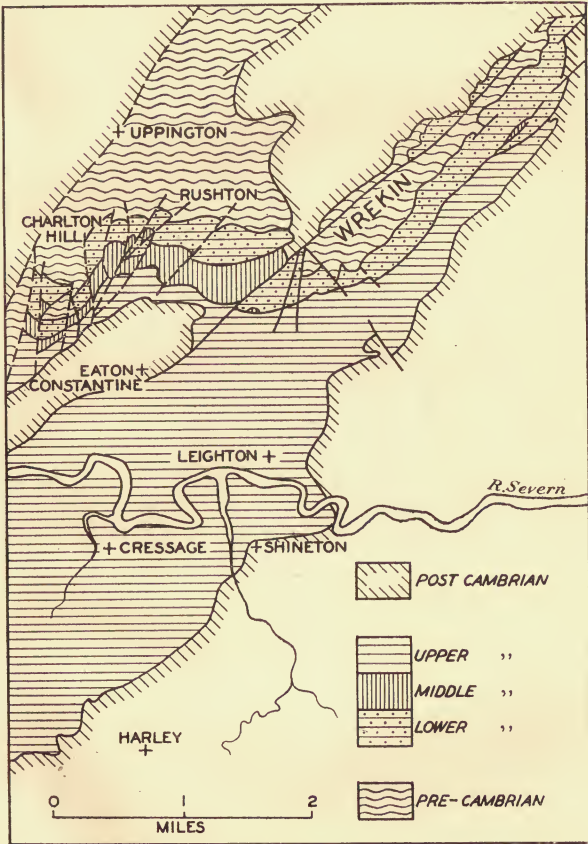 UPPINGTON
RUSHTON
CHARLTON
HILL
WREKIN
EATON
CONSTANTINE
LEIGHTON
R. Severn
CRESSAGE
SHINETON
POST CAMBRIAN
UPPER ,,
MIDDLE ,,
LOWER ,,
HARLEY
PRE-CAMBRIAN
0 1 2
MILES